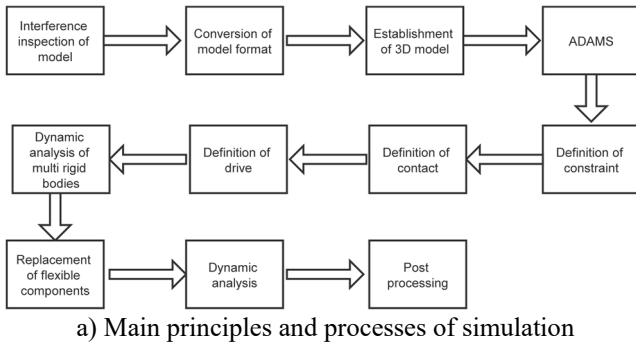 Interference
inspection of
model
Conversion of
model format
Establishment
of 3D model
ADAMS
Dynamic
analysis of
multi rigid
bodies
Definition of
drive
Definition of
contact
Definition of
constraint
Replacement
of flexible
components
Dynamic
analysis
Post
processing
a) Main principles and processes of simulation